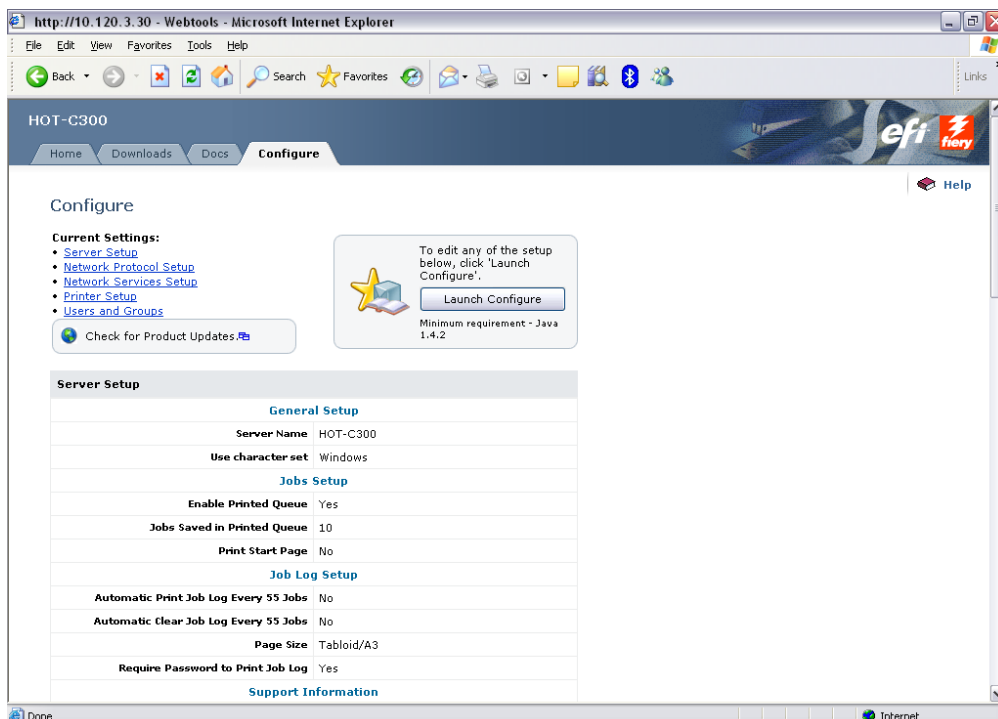 http://10.120.3.30 - Webtools - Microsoft Internet Explorer
File Edit View Favorites Tools Help
Back Search Favorites Links
HOT-C300
efi fiery
Home Downloads Docs Configure
Help
Configure
Current Settings:
• Server Setup
• Network Protocol Setup
• Network Services Setup
• Printer Setup
• Users and Groups
Check for Product Updates.
To edit any of the setup
below, click 'Launch
Configure'.
Launch Configure
Minimum requirement - Java
1.4.2
Server Setup
General Setup
Server Name HOT-C300
Use character set Windows
Jobs Setup
Enable Printed Queue Yes
Jobs Saved in Printed Queue 10
Print Start Page No
Job Log Setup
Automatic Print Job Log Every 55 Jobs No
Automatic Clear Job Log Every 55 Jobs No
Page Size Tabloid/A3
Require Password to Print Job Log Yes
Support Information
Done Internet